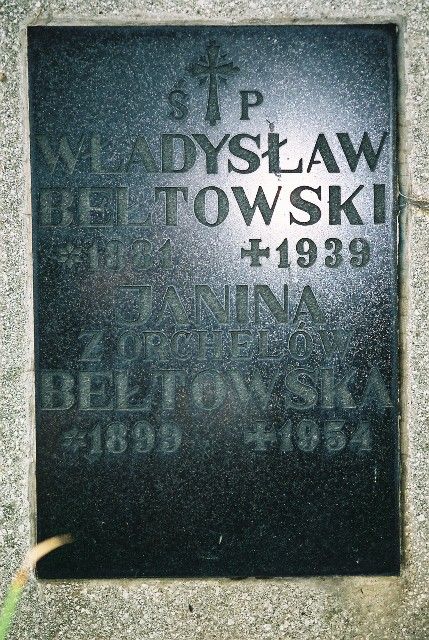 Ś P
WŁADYSŁAW
BEŁTOWSKI
*1881 +1939
JANINA
Z ORCHELÓW
BEŁTOWSKA
*1899 +1954